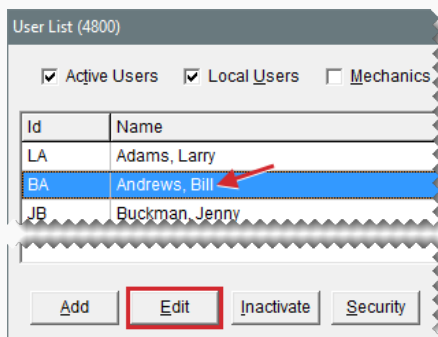 User List (4800)
Active Users Local Users Mechanics
Id Name
LA Adams, Larry
BA Andrews, Bill
JB Buckman, Jenny
Add Edit Inactivate Security